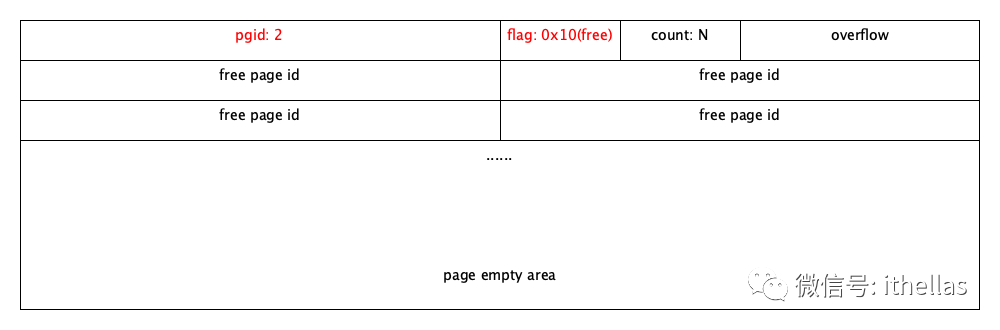 pgid: 2 flag: 0x10(free) count: N overflow
free page id free page id
free page id free page id
......
page empty area
微信号: ithellas